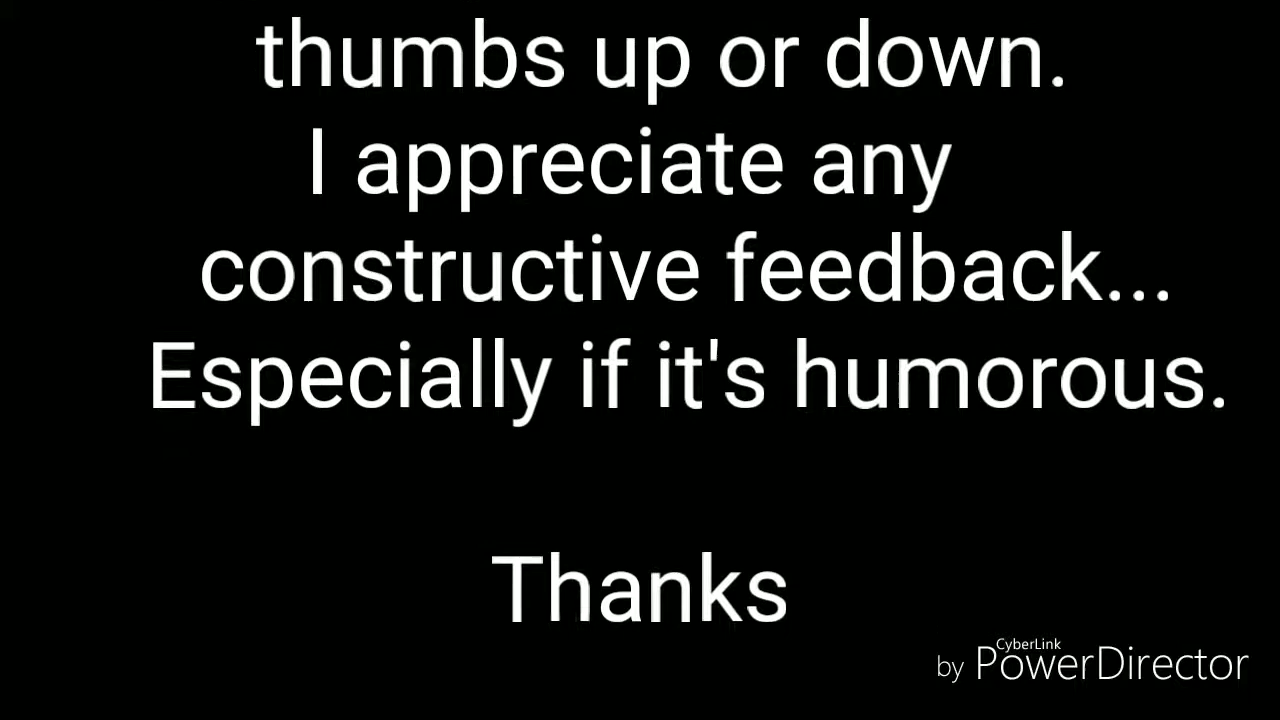 thumbs up or down.
I appreciate any
constructive feedback...
Especially if it's humorous.
Thanks
CyberLink
by PowerDirector